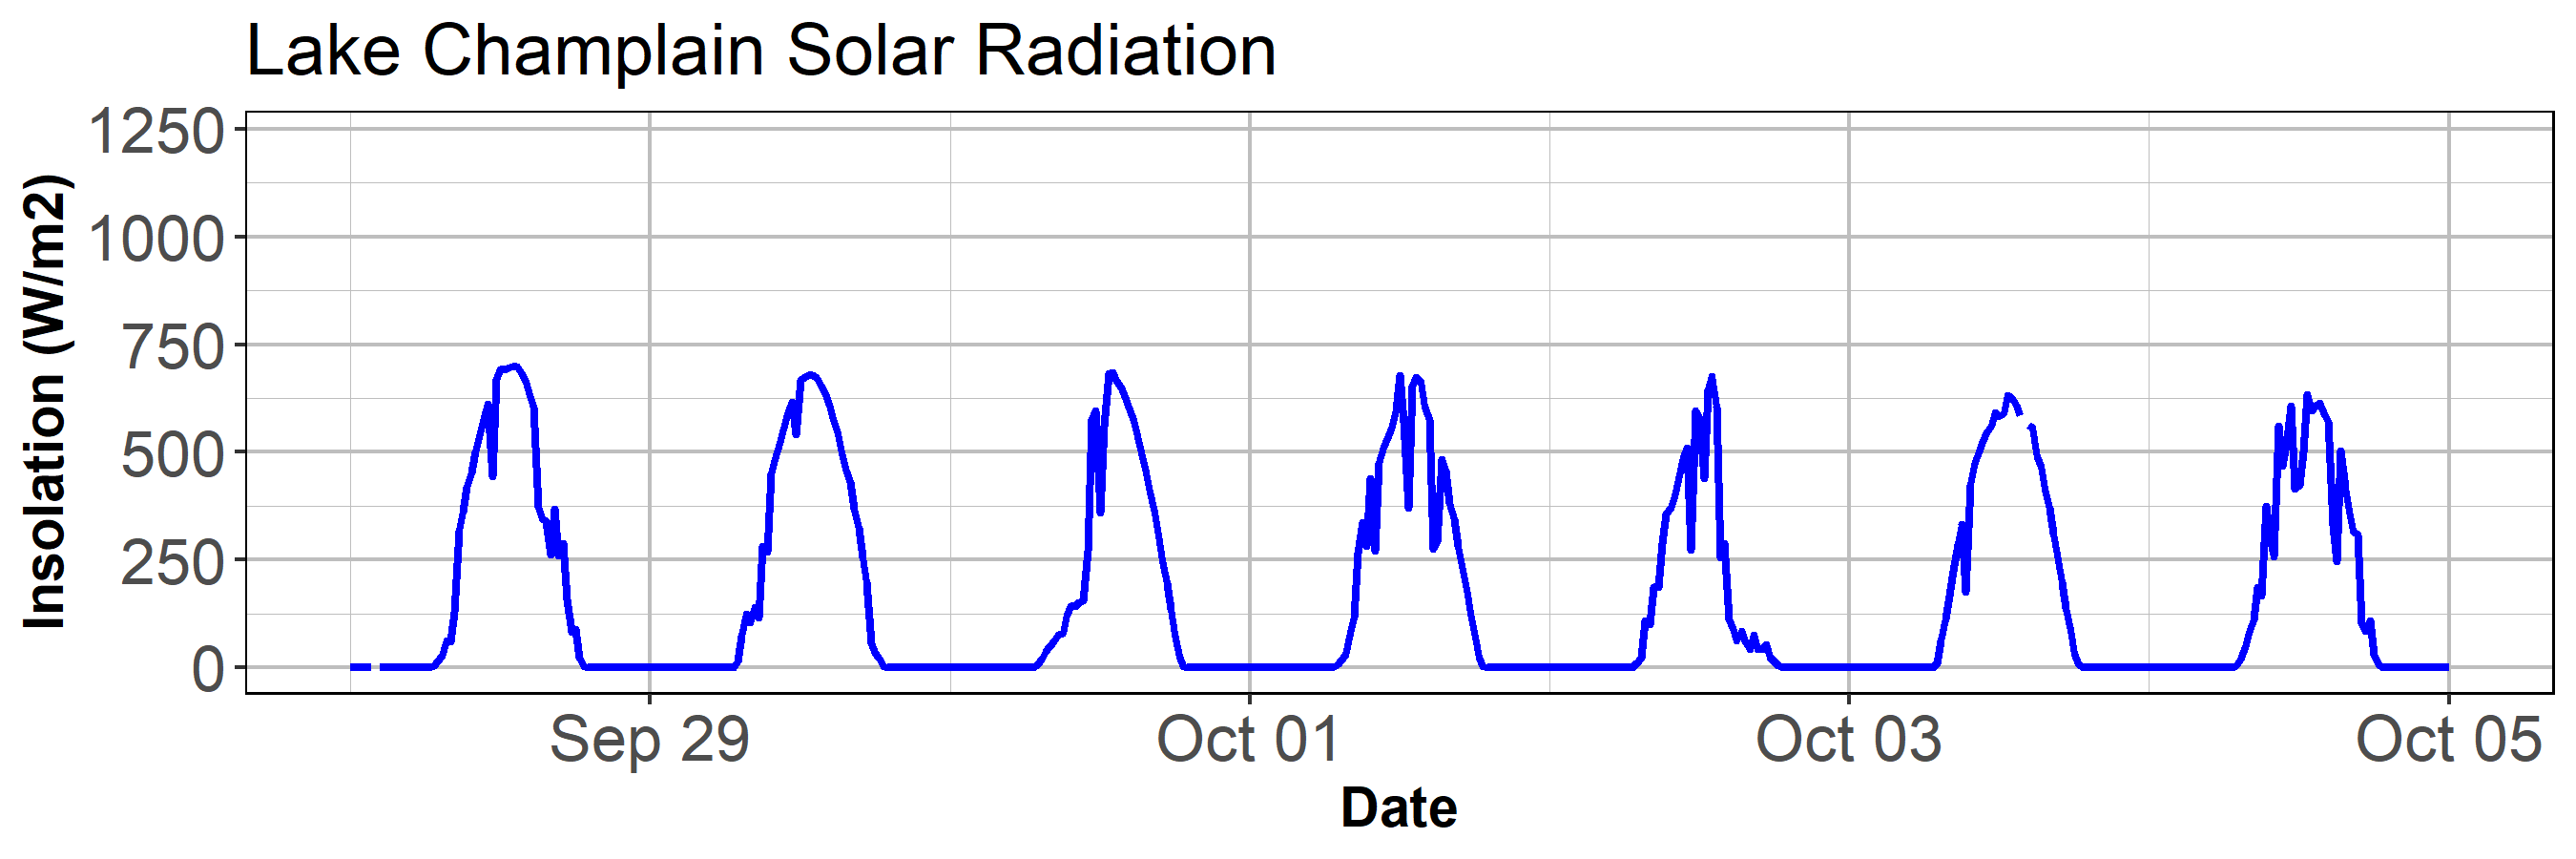 Lake Champlain Solar Radiation
Insolation (W/m2)
1250
1000
750
500
250
0
Sep 29 Oct 01 Oct 03 Oct 05
Date